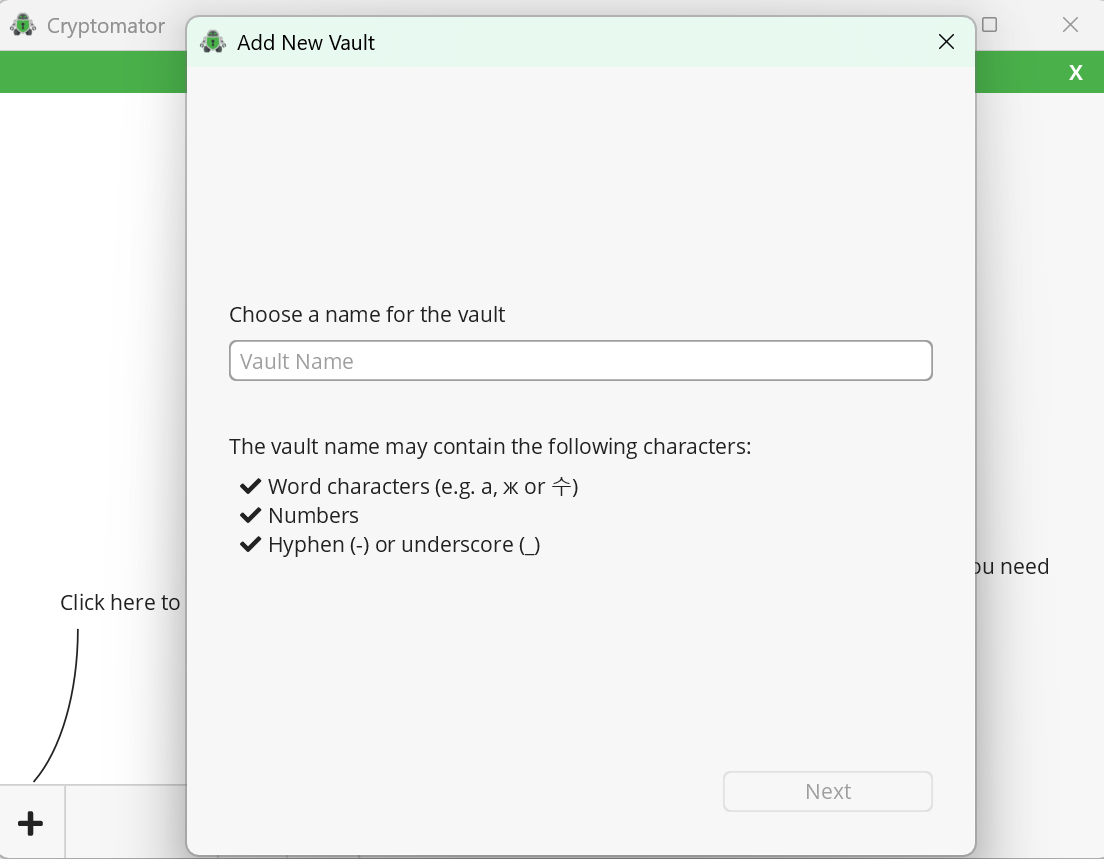 Cryptomator
Add New Vault
X
Choose a name for the vault
Vault Name
The vault name may contain the following characters:
Word characters (e.g. a, ж or 수)
Numbers
Hyphen (-) or underscore (_)
need
Click here to
Next